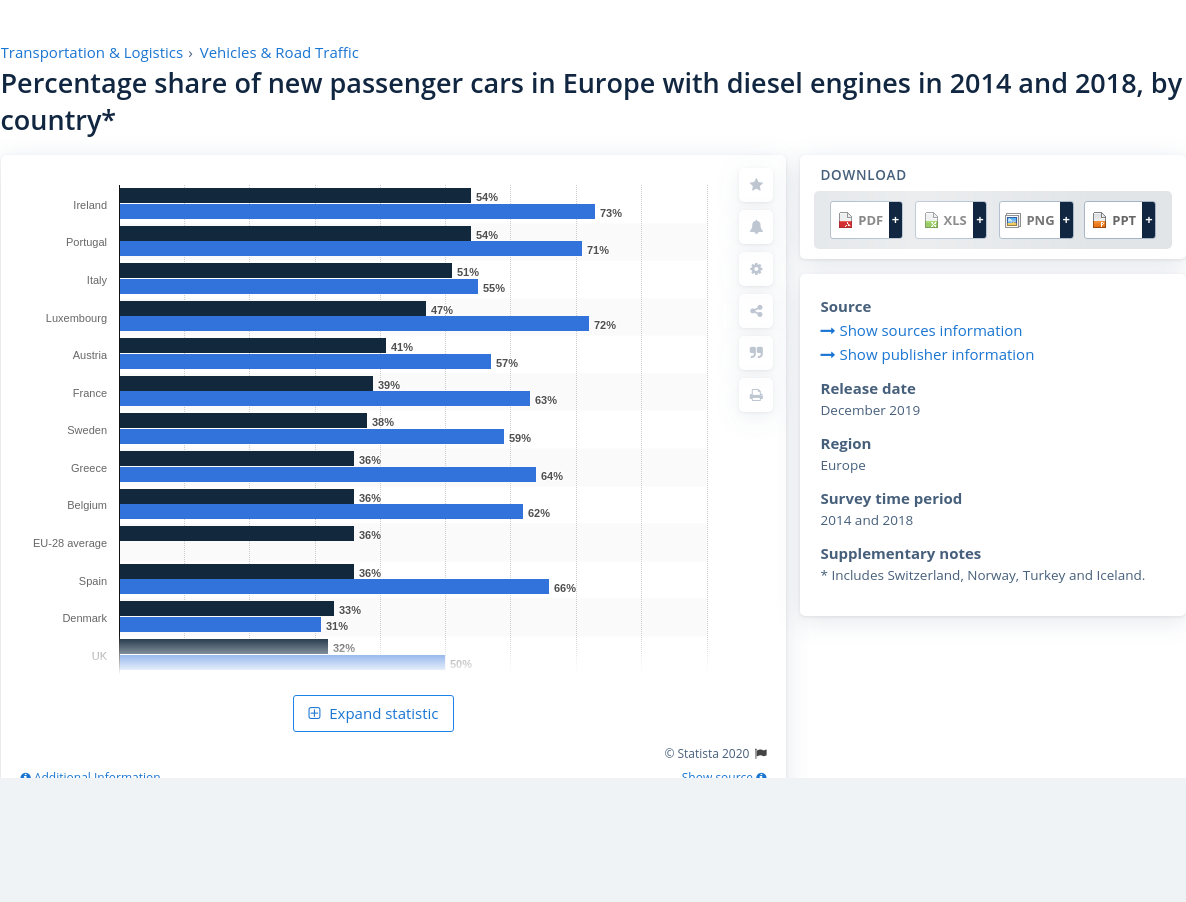 Transportation & Logistics › Vehicles & Road Traffic
Percentage share of new passenger cars in Europe with diesel engines in 2014 and 2018, by
country*
Ireland 54% 73%
Portugal 54% 71%
Italy 51% 55%
Luxembourg 47% 72%
Austria 41% 57%
France 39% 63%
Sweden 38% 59%
Greece 36% 64%
Belgium 36% 62%
EU-28 average 36%
Spain 36% 66%
Denmark 33% 31%
UK 32% 50%
Expand statistic
© Statista 2020
Additional Information Show source
DOWNLOAD
PDF + XLS + PNG + PPT +
Source
Show sources information
Show publisher information
Release date
December 2019
Region
Europe
Survey time period
2014 and 2018
Supplementary notes
* Includes Switzerland, Norway, Turkey and Iceland.